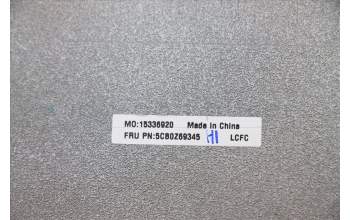 MO:15336920 Made in China
FRU PN:5CB0Z69345 LCFC